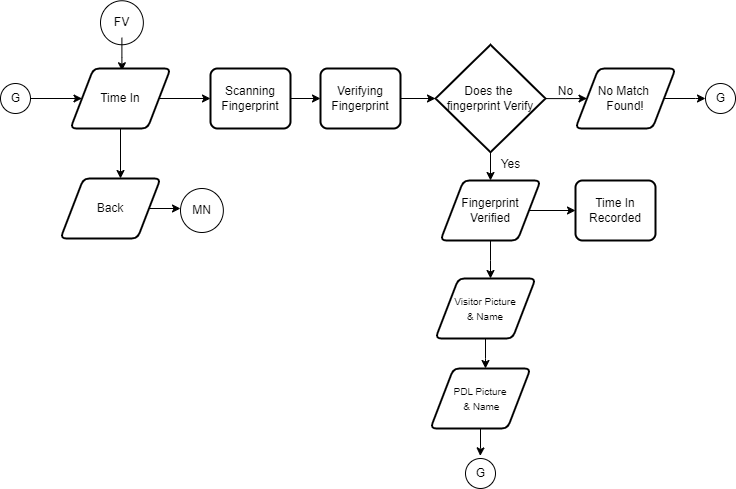 FV
G
Time In
Scanning
Fingerprint
Verifying
Fingerprint
Does the
fingerprint Verify
No
No Match
Found!
G
Yes
Back
MN
Fingerprint
Verified
Time In
Recorded
Visitor Picture
& Name
PDL Picture
& Name
G